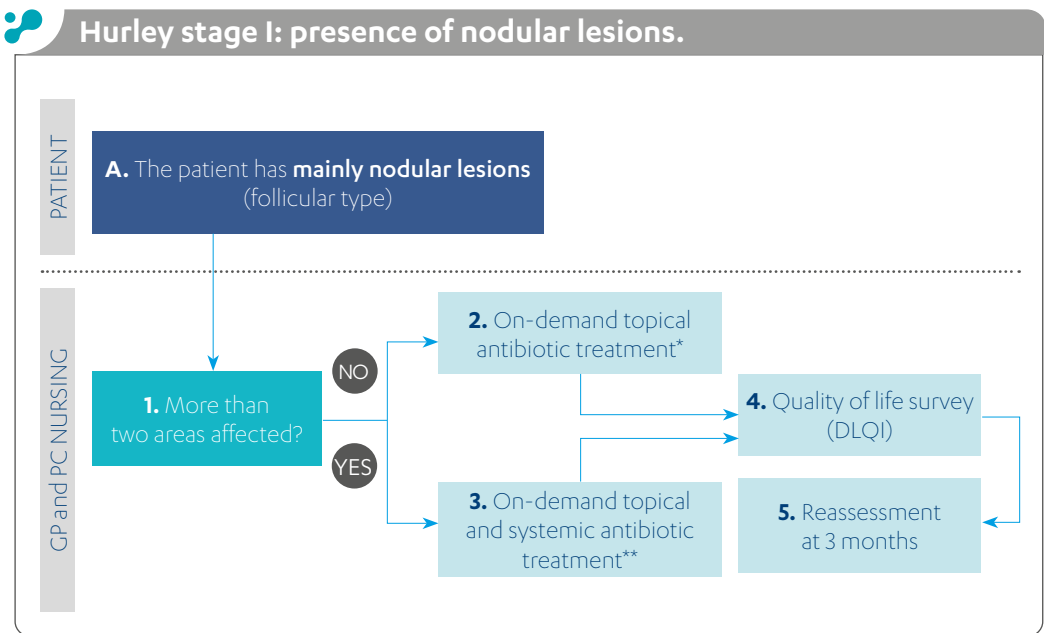 Hurley stage I: presence of nodular lesions.
PATIENT
A. The patient has mainly nodular lesions
(follicular type)
GP and PC NURSING
1. More than
two areas affected?
NO
YES
2. On-demand topical
antibiotic treatment*
3. On-demand topical
and systemic antibiotic
treatment**
4. Quality of life survey
(DLQI)
5. Reassessment
at 3 months